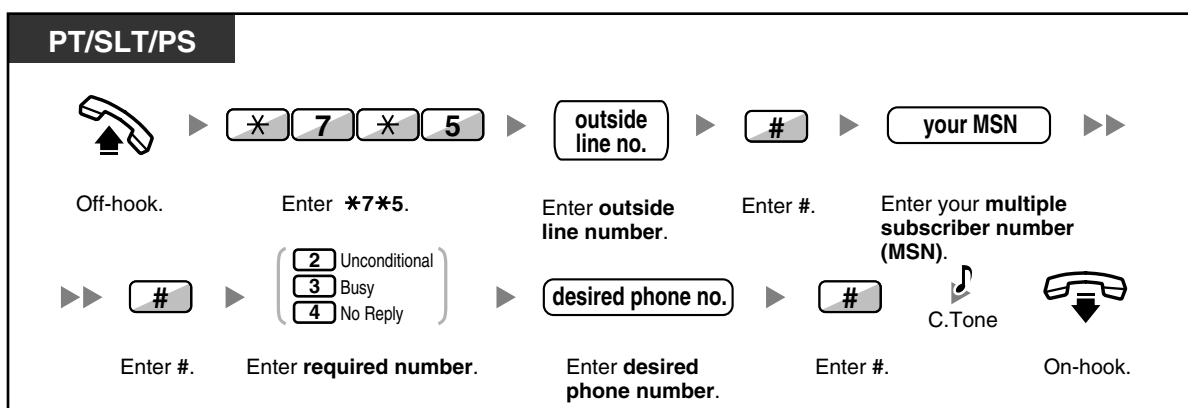 PT/SLT/PS
✳ 7 ✳ 5
outside
line no.
#
your MSN
Off-hook.
Enter ✳7✳5.
Enter outside
line number.
Enter #.
Enter your multiple
subscriber number
(MSN).
#
2 Unconditional
3 Busy
4 No Reply
desired phone no.
#
C.Tone
Enter #.
Enter required number.
Enter desired
phone number.
Enter #.
On-hook.